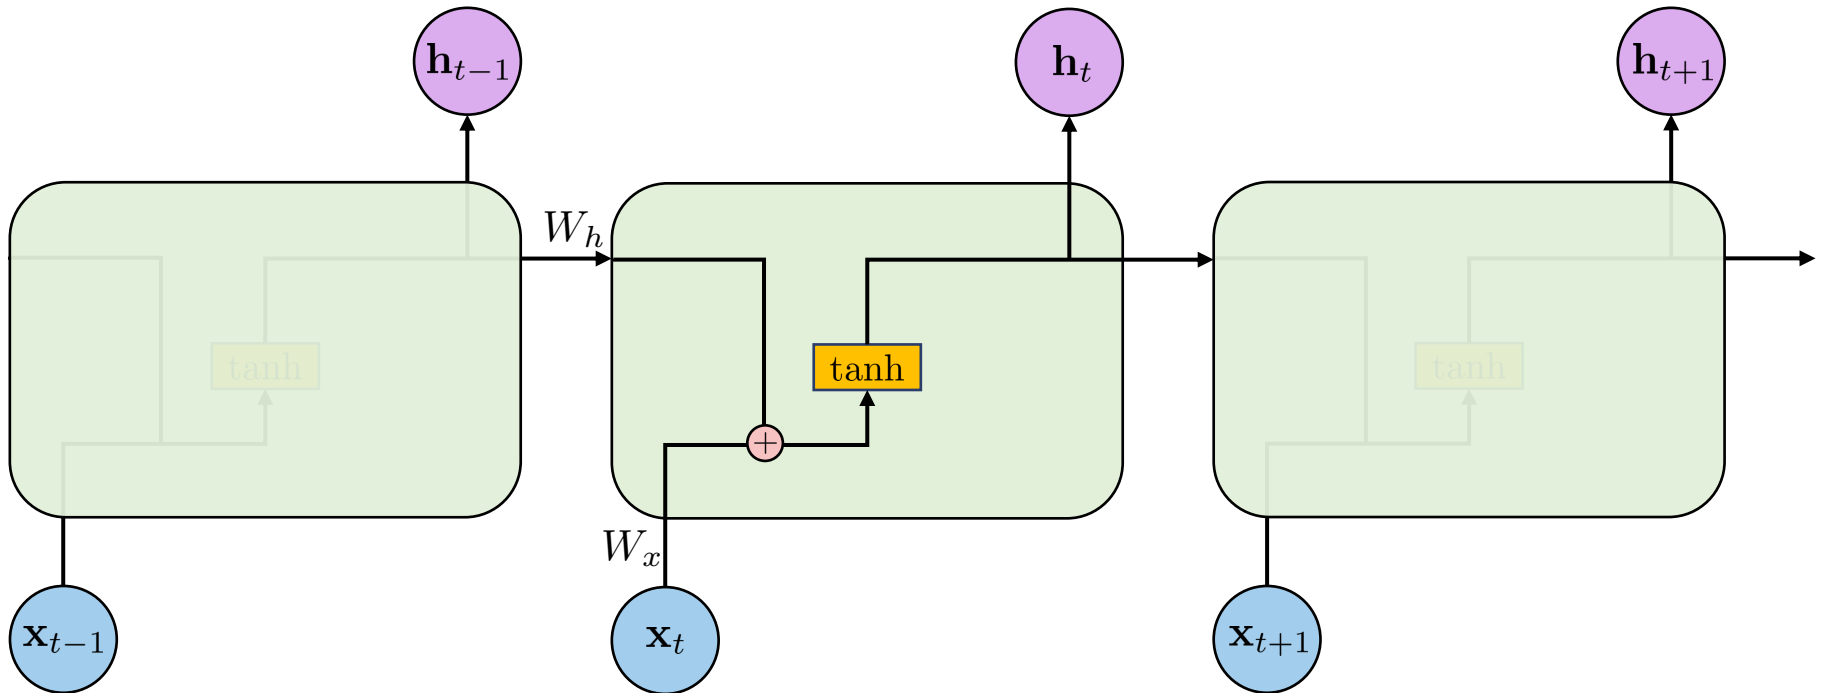 h_{t-1} h_t h_{t+1}
W_h
tanh tanh tanh
+
W_x
x_{t-1} x_t x_{t+1}